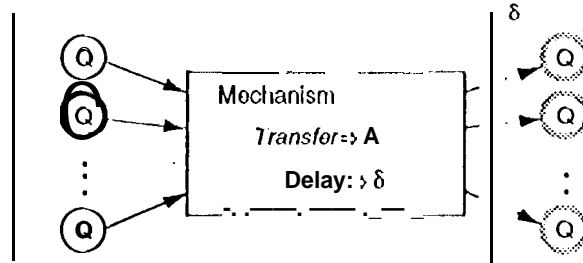 δ
Q Q
Mechanism
Q Q
Transfer=> A
Delay: > δ
Q Q